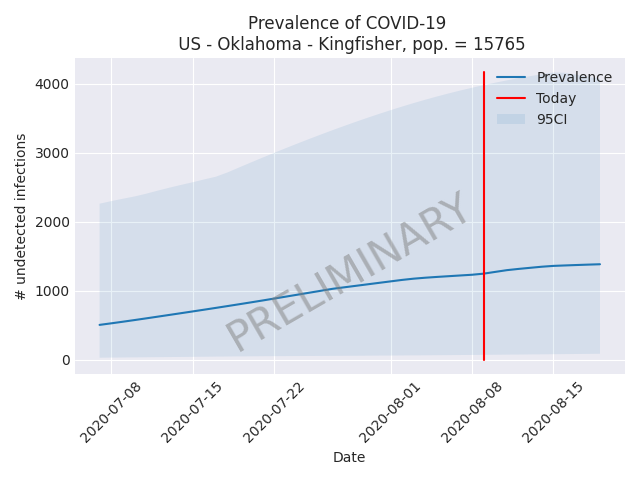 Prevalence of COVID-19
US - Oklahoma - Kingfisher, pop. = 15765
Prevalence
Today
95CI
4000
3000
2000
1000
0
# undetected infections
PRELIMINARY
2020-07-08
2020-07-15
2020-07-22
2020-08-01
2020-08-08
2020-08-15
Date